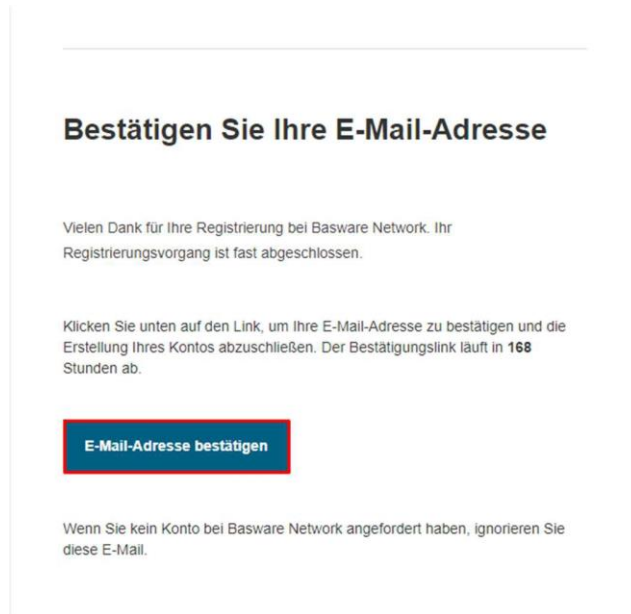 Bestätigen Sie Ihre E-Mail-Adresse
Vielen Dank für Ihre Registrierung bei Basware Network. Ihr
Registrierungsvorgang ist fast abgeschlossen.
Klicken Sie unten auf den Link, um Ihre E-Mail-Adresse zu bestätigen und die
Erstellung Ihres Kontos abzuschließen. Der Bestätigungslink läuft in 168
Stunden ab.
E-Mail-Adresse bestätigen
Wenn Sie kein Konto bei Basware Network angefordert haben, ignorieren Sie
diese E-Mail.